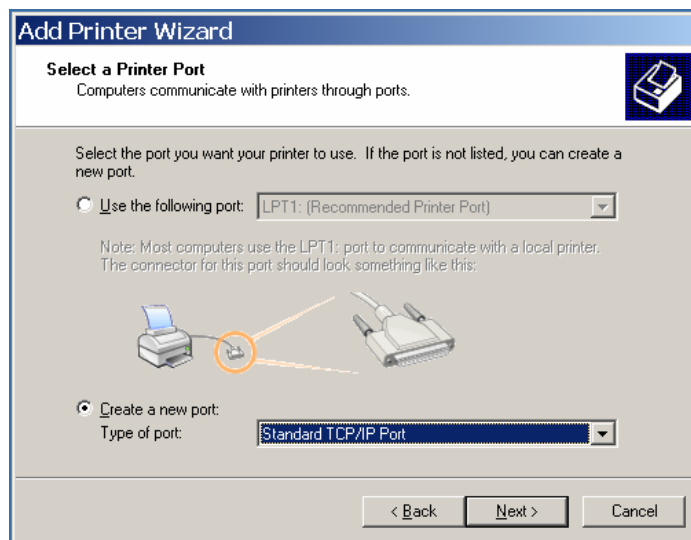 Add Printer Wizard
Select a Printer Port
Computers communicate with printers through ports.
Select the port you want your printer to use. If the port is not listed, you can create a
new port.
Use the following port: LPT1: (Recommended Printer Port)
Note: Most computers use the LPT1: port to communicate with a local printer.
The connector for this port should look something like this:
Create a new port:
Type of port: Standard TCP/IP Port
< Back Next > Cancel